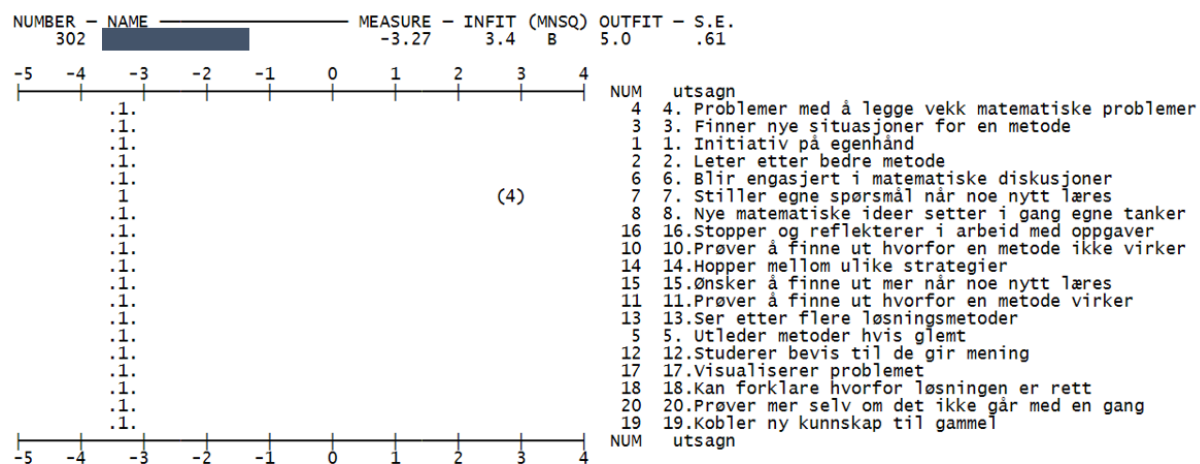 NUMBER – NAME ——————— MEASURE – INFIT (MNSQ) OUTFIT – S.E.
302 -3.27 3.4 B 5.0 .61
-5 -4 -3 -2 -1 0 1 2 3 4
NUM utsagn
.1. 4 4. Problemer med å legge vekk matematiske problemer
.1. 3 3. Finner nye situasjoner for en metode
.1. 1 1. Initiativ på egenhånd
.1. 2 2. Leter etter bedre metode
.1. 6 6. Blir engasjert i matematiske diskusjoner
1 (4) 7 7. Stiller egne spørsmål når noe nytt læres
.1. 8 8. Nye matematiske ideer setter i gang egne tanker
.1. 16 16.Stopper og reflekterer i arbeid med oppgaver
.1. 10 10.Prøver å finne ut hvorfor en metode ikke virker
.1. 14 14.Hopper mellom ulike strategier
.1. 15 15.Ønsker å finne ut mer når noe nytt læres
.1. 11 11.Prøver å finne ut hvorfor en metode virker
.1. 13 13.Ser etter flere løsningsmetoder
.1. 5 5. Utleder metoder hvis glemt
.1. 12 12.Studerer bevis til de gir mening
.1. 17 17.Visualiserer problemet
.1. 18 18.Kan forklare hvorfor løsningen er rett
.1. 20 20.Prøver mer selv om det ikke går med en gang
.1. 19 19.Kobler ny kunnskap til gammel
NUM utsagn
-5 -4 -3 -2 -1 0 1 2 3 4